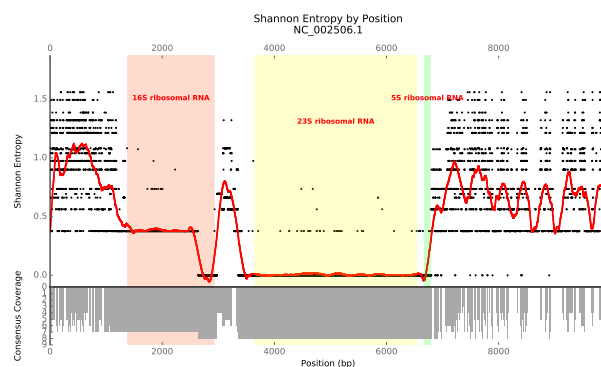 Shannon Entropy by Position
NC_002506.1
0 2000 4000 6000 8000
16S ribosomal RNA
5S ribosomal RNA
23S ribosomal RNA
Shannon Entropy
1.5
1.0
0.5
0.0
Consensus Coverage
9
0 2000 4000 6000 8000
Position (bp)